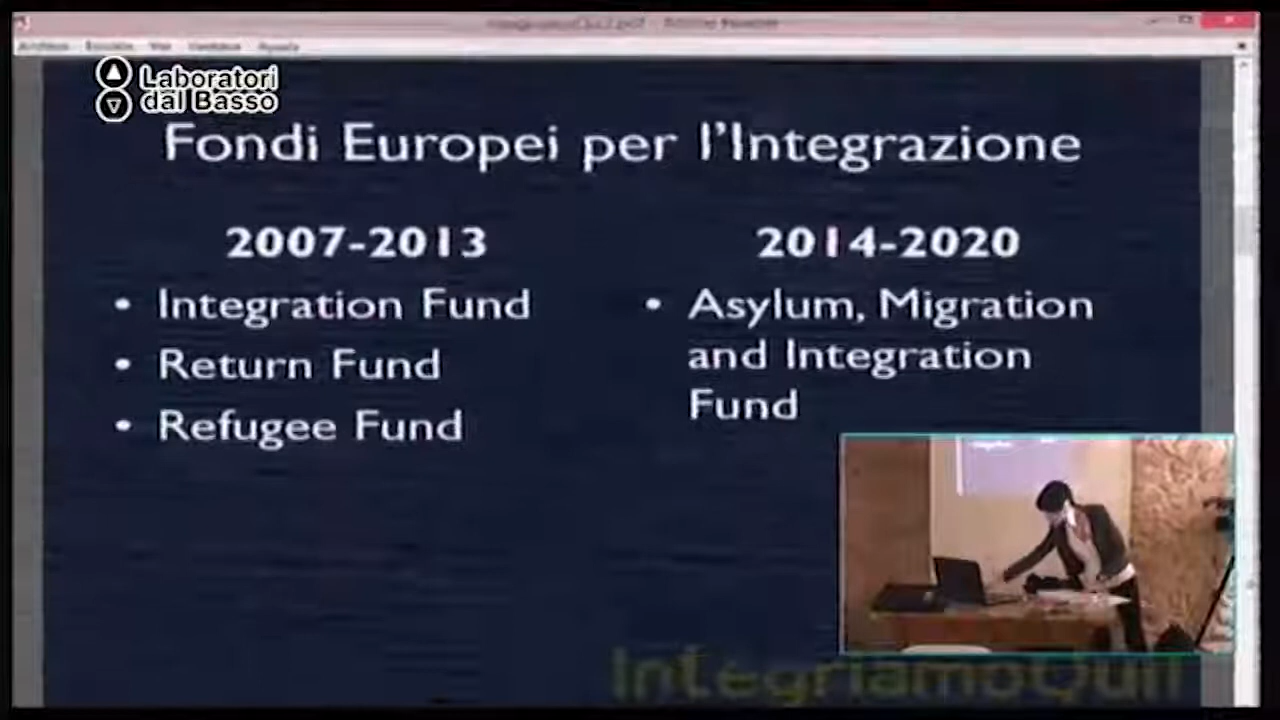 Laboratori
dal Basso
Fondi Europei per l'Integrazione
2007-2013
• Integration Fund
• Return Fund
• Refugee Fund
2014-2020
• Asylum, Migration
and Integration
Fund
IntegriamoQui!